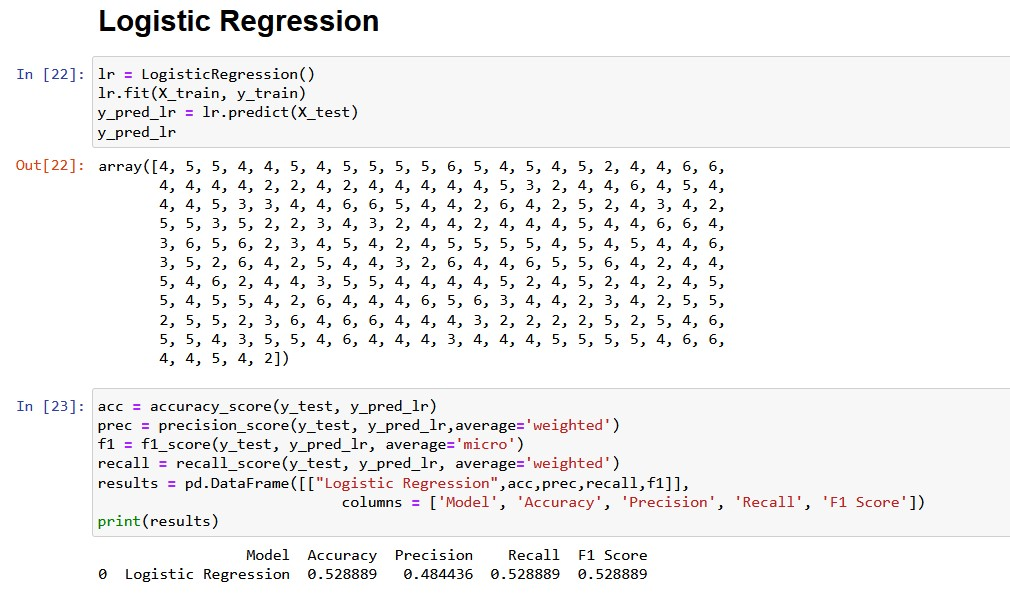 Logistic Regression
In [22]: lr = LogisticRegression()
lr.fit(X_train, y_train)
y_pred_lr = lr.predict(X_test)
y_pred_lr
Out[22]: array([4, 5, 5, 4, 4, 5, 4, 5, 5, 5, 5, 6, 5, 4, 5, 4, 5, 2, 4, 4, 6, 6,
4, 4, 4, 4, 2, 2, 4, 2, 4, 4, 4, 4, 4, 5, 3, 2, 4, 4, 6, 4, 5, 4,
4, 4, 5, 3, 3, 4, 4, 6, 6, 5, 4, 4, 2, 6, 4, 2, 5, 2, 4, 3, 4, 2,
5, 5, 3, 5, 2, 2, 3, 4, 3, 2, 4, 4, 2, 4, 4, 4, 5, 4, 4, 6, 6, 4,
3, 6, 5, 6, 2, 3, 4, 5, 4, 2, 4, 5, 5, 5, 5, 4, 5, 4, 5, 4, 4, 6,
3, 5, 2, 6, 4, 2, 5, 4, 4, 3, 2, 6, 4, 4, 6, 5, 5, 6, 4, 2, 4, 4,
5, 4, 6, 2, 4, 4, 3, 5, 5, 4, 4, 4, 4, 5, 2, 4, 5, 2, 4, 2, 4, 5,
5, 4, 5, 5, 4, 2, 6, 4, 4, 4, 6, 5, 6, 3, 4, 4, 2, 3, 4, 2, 5, 5,
2, 5, 5, 2, 3, 6, 4, 6, 6, 4, 4, 4, 3, 2, 2, 2, 2, 5, 2, 5, 4, 6,
5, 5, 4, 3, 5, 5, 4, 6, 4, 4, 4, 3, 4, 4, 4, 5, 5, 5, 5, 4, 6, 6,
4, 4, 5, 4, 2])
In [23]: acc = accuracy_score(y_test, y_pred_lr)
prec = precision_score(y_test, y_pred_lr,average='weighted')
f1 = f1_score(y_test, y_pred_lr, average='micro')
recall = recall_score(y_test, y_pred_lr, average='weighted')
results = pd.DataFrame([["Logistic Regression",acc,prec,recall,f1]],
columns = ['Model', 'Accuracy', 'Precision', 'Recall', 'F1 Score'])
print(results)
Model Accuracy Precision Recall F1 Score
0 Logistic Regression 0.528889 0.484436 0.528889 0.528889